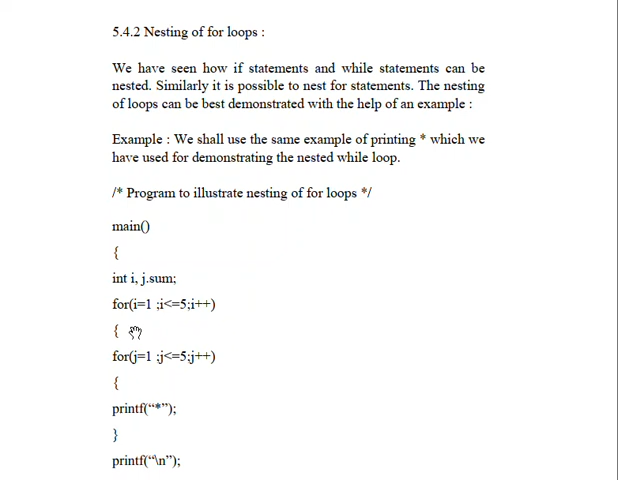 5.4.2 Nesting of for loops :
We have seen how if statements and while statements can be
nested. Similarly it is possible to nest for statements. The nesting
of loops can be best demonstrated with the help of an example :
Example : We shall use the same example of printing * which we
have used for demonstrating the nested while loop.
/* Program to illustrate nesting of for loops */
main()
{
int i, j.sum;
for(i=1 ;i<=5;i++)
{
for(j=1 ;j<=5;j++)
{
printf(“*”);
}
printf(“\n”);